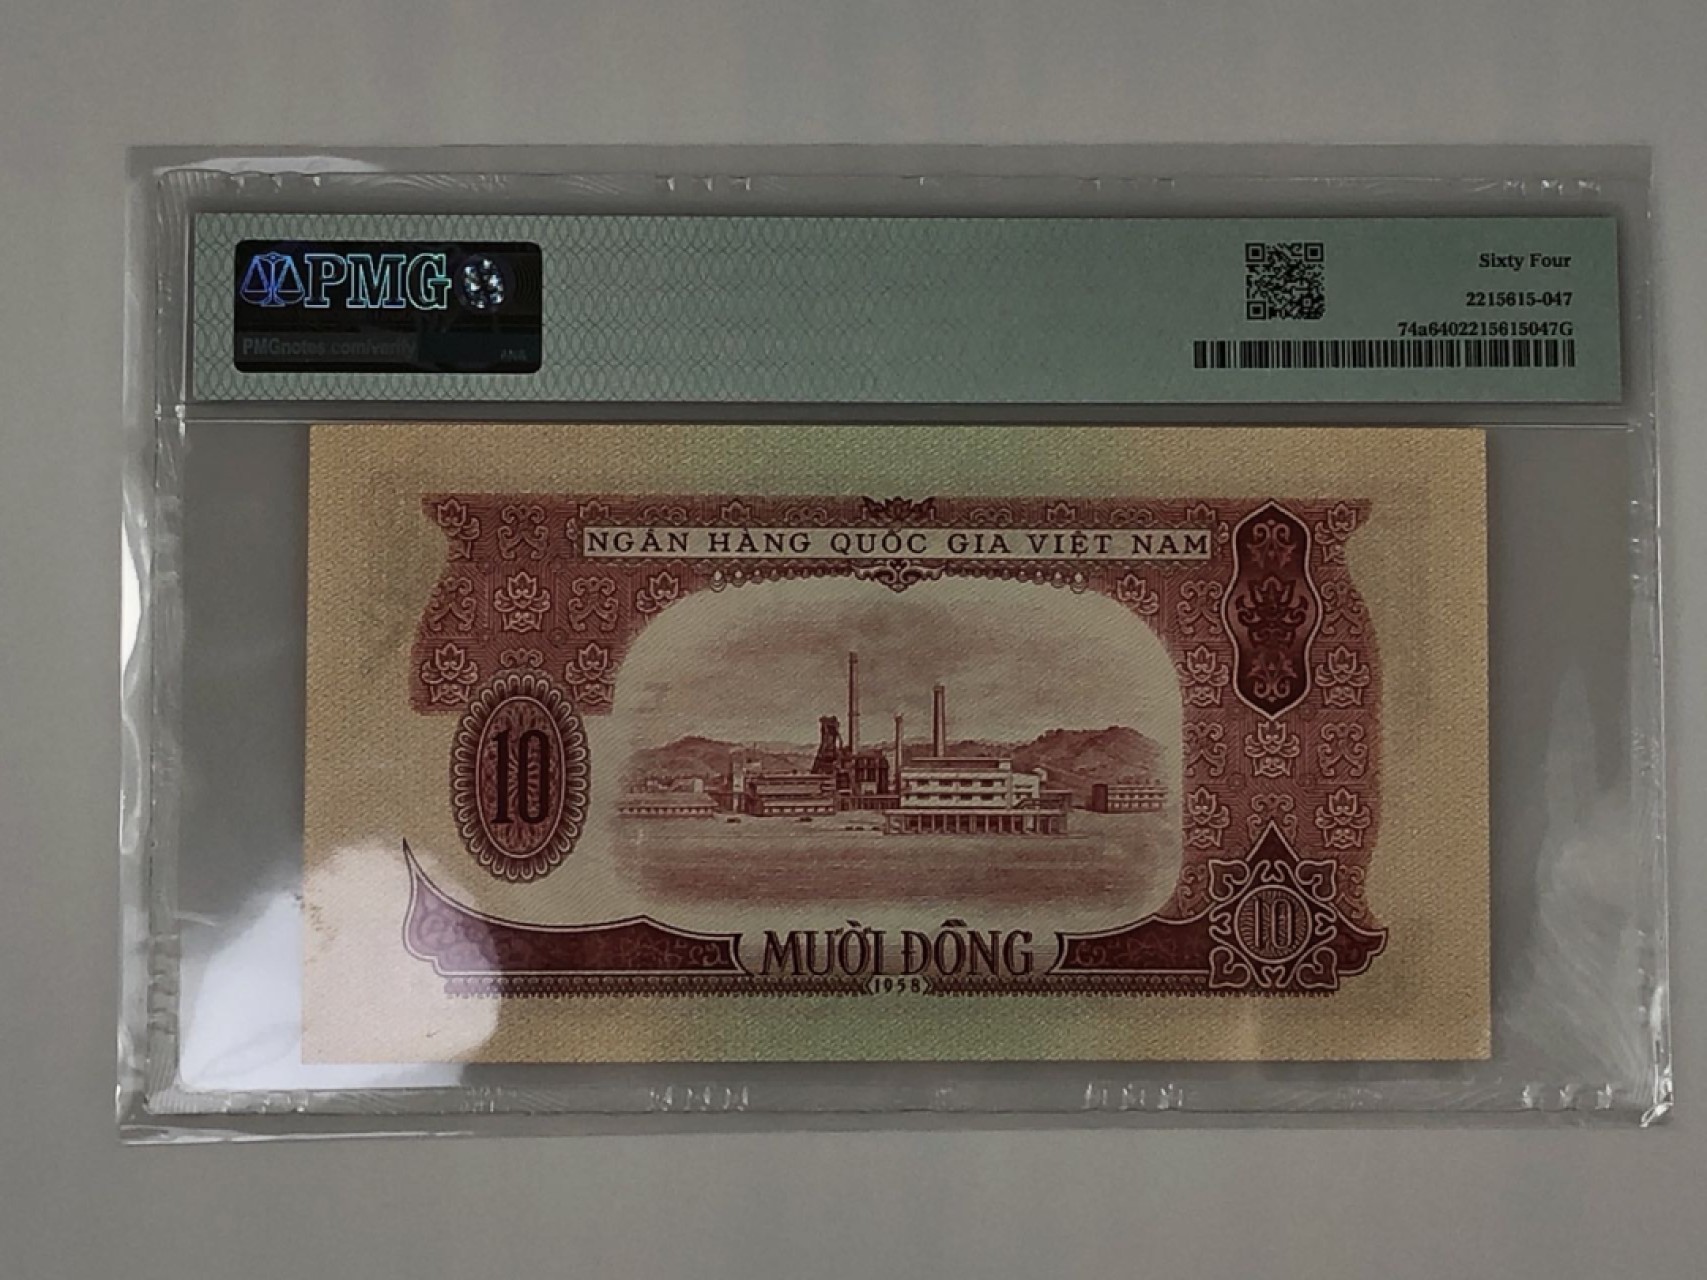 PMG
PMGnotes.com/verify
Sixty Four
2215615-047
74a6402215615047G
NGÂN HÀNG QUỐC GIA VIỆT NAM
10
10
MƯỜI ĐỒNG
1958